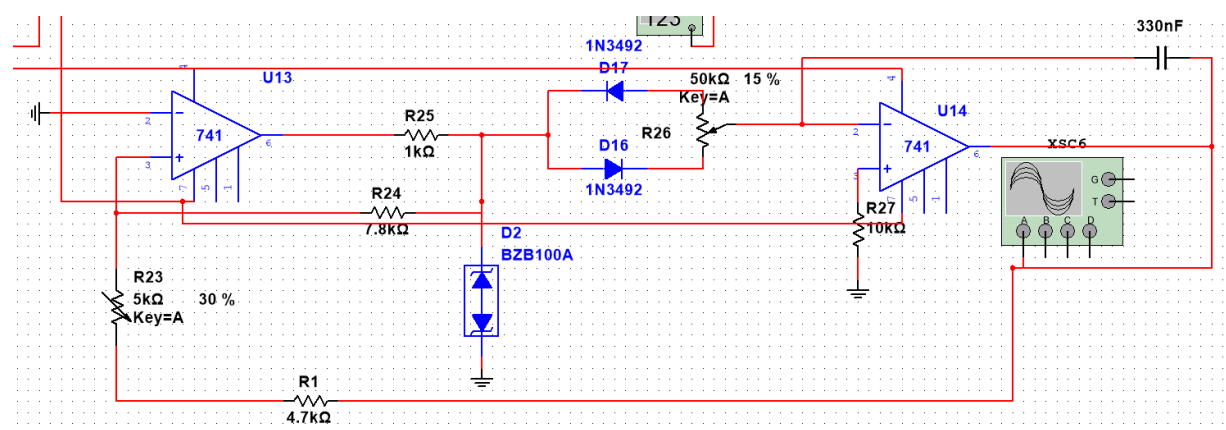 123
330nF
1N3492
D17
50kΩ 15 %
Key=A
4
U13
2
741
3
6
7
5
1
R25
1kΩ
R26
D16
1N3492
4
U14
2
741
3
6
7
5
1
XSC6
G
T
A B C D
R24
7.8kΩ
R27
10kΩ
D2
BZB100A
R23
5kΩ 30 %
Key=A
R1
4.7kΩ